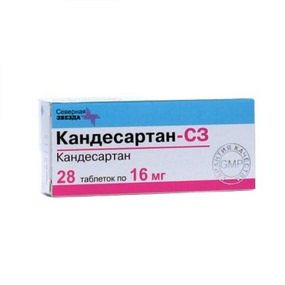 Северная
ЗВЕЗДА
Кандесартан-СЗ
Кандесартан
28 таблеток по 16 мг
GMP